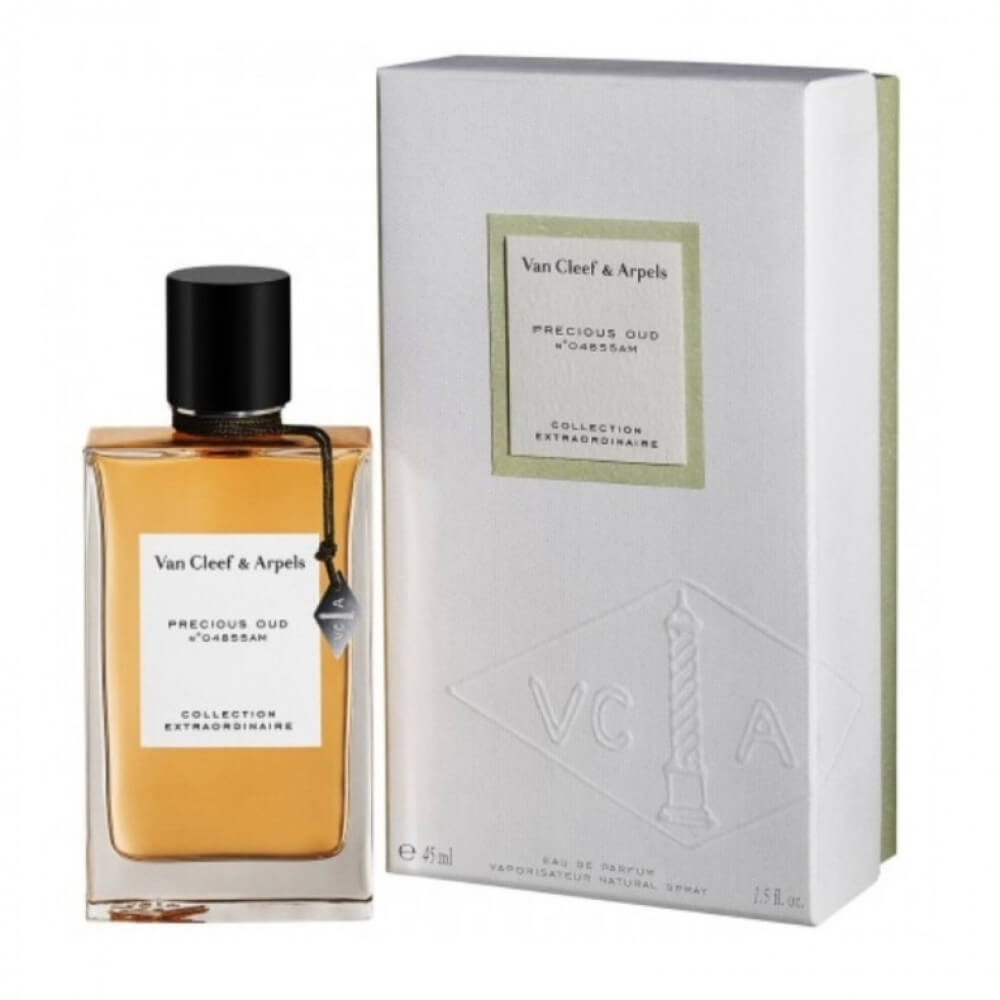 Van Cleef & Arpels
PRECIOUS OUD
N°04855AM
COLLECTION
EXTRAORDINAIRE
VC A
Van Cleef & Arpels
PRECIOUS OUD
N°04855AM
COLLECTION
EXTRAORDINAIRE
VC A
e 45 ml
EAU DE PARFUM
VAPORISATEUR NATURAL SPRAY
1.5 fl. oz.